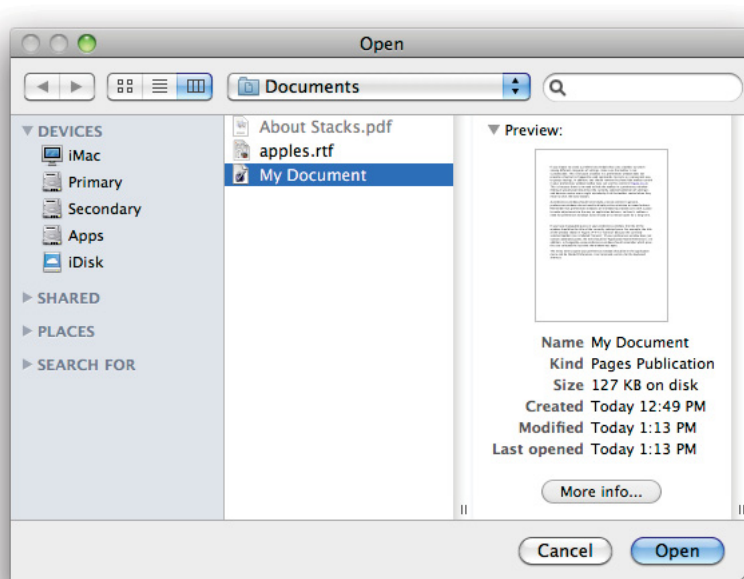 Open
Documents
DEVICES
iMac
Primary
Secondary
Apps
iDisk
SHARED
PLACES
SEARCH FOR
About Stacks.pdf
apples.rtf
My Document
Preview:
Name My Document
Kind Pages Publication
Size 127 KB on disk
Created Today 12:49 PM
Modified Today 1:13 PM
Last opened Today 1:13 PM
More info...
Cancel
Open